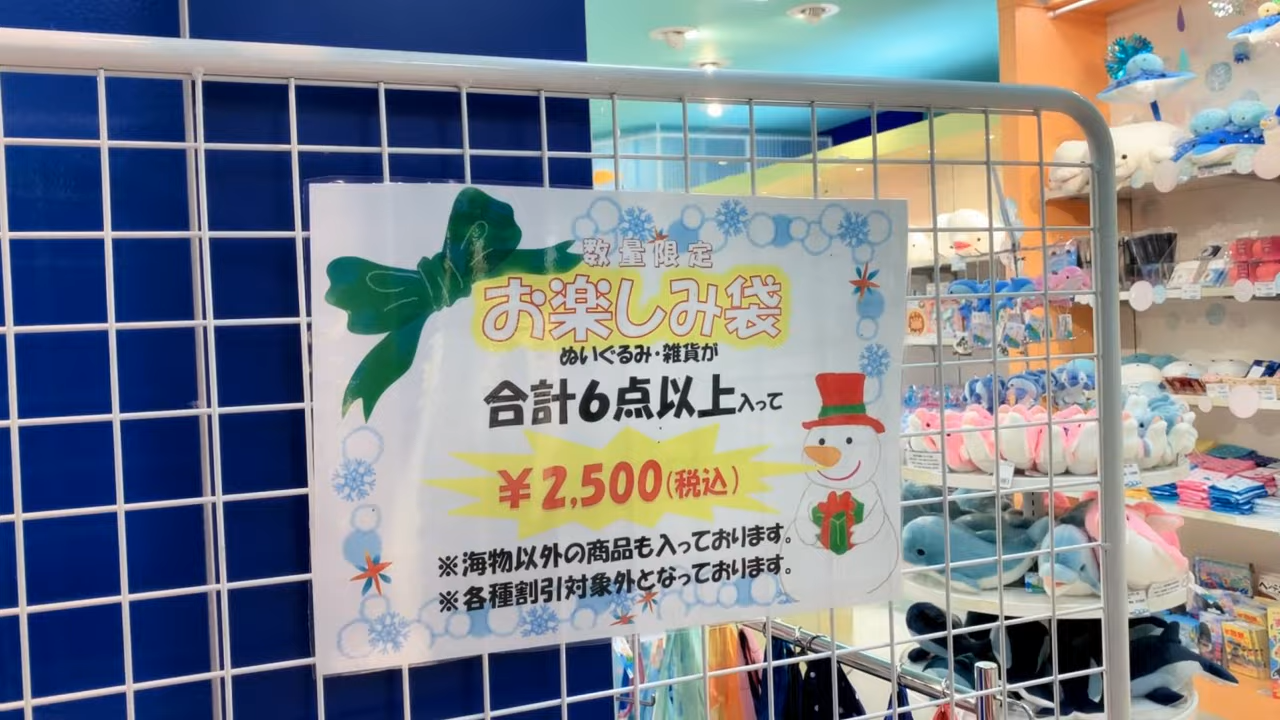 数量限定
お楽しみ袋
ぬいぐるみ・雑貨が
合計6点以上入って
¥2,500(税込)
※海物以外の商品も入っております。
※各種割引対象外となっております。